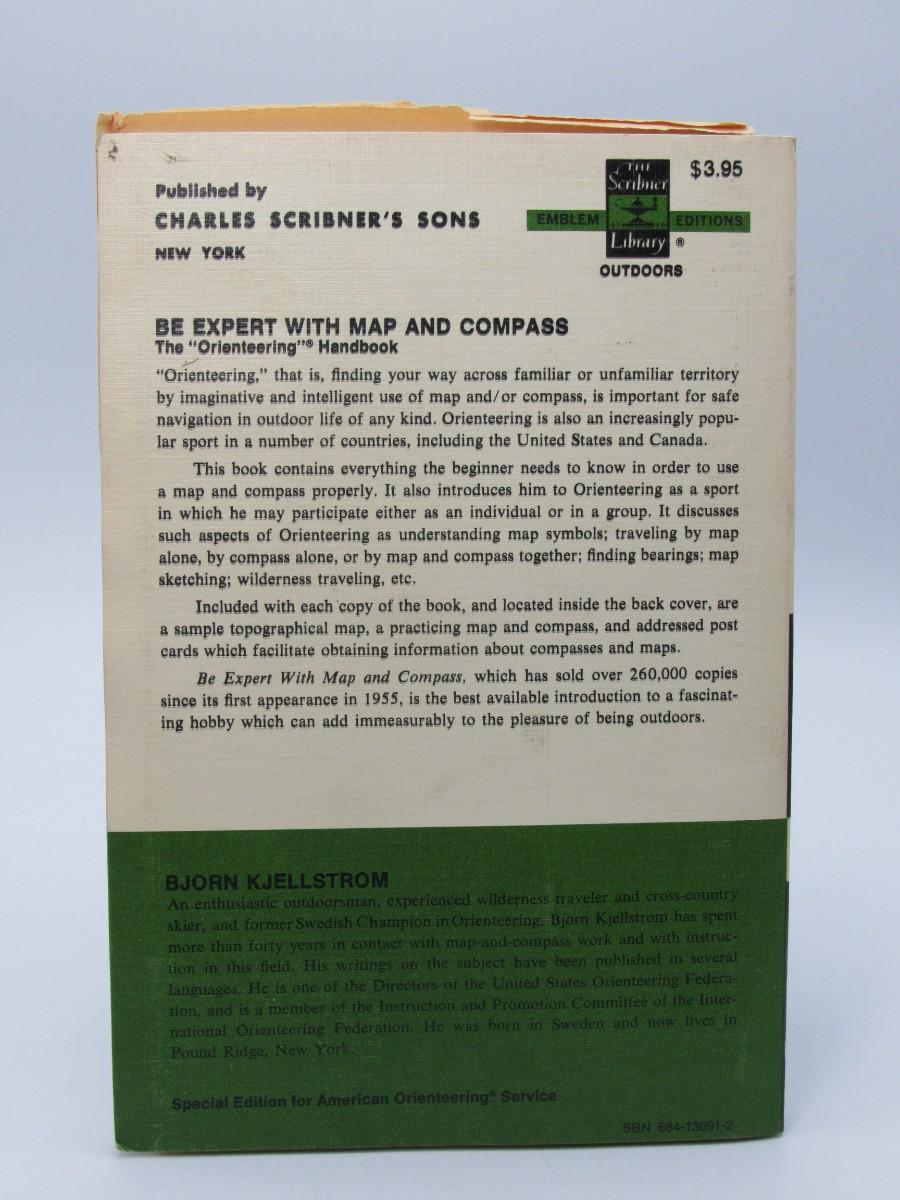 Published by
CHARLES SCRIBNER'S SONS
NEW YORK
$3.95
THE
Scribner
EMBLEM EDITIONS
Library ®
OUTDOORS
BE EXPERT WITH MAP AND COMPASS
The "Orienteering"® Handbook
"Orienteering," that is, finding your way across familiar or unfamiliar territory
by imaginative and intelligent use of map and/or compass, is important for safe
navigation in outdoor life of any kind. Orienteering is also an increasingly popu-
lar sport in a number of countries, including the United States and Canada.
This book contains everything the beginner needs to know in order to use
a map and compass properly. It also introduces him to Orienteering as a sport
in which he may participate either as an individual or in a group. It discusses
such aspects of Orienteering as understanding map symbols; traveling by map
alone, by compass alone, or by map and compass together; finding bearings; map
sketching; wilderness traveling, etc.
Included with each copy of the book, and located inside the back cover, are
a sample topographical map, a practicing map and compass, and addressed post
cards which facilitate obtaining information about compasses and maps.
Be Expert With Map and Compass, which has sold over 260,000 copies
since its first appearance in 1955, is the best available introduction to a fascinat-
ing hobby which can add immeasurably to the pleasure of being outdoors.
BJORN KJELLSTROM
An enthusiastic outdoorsman, experienced wilderness traveler and cross-country
skier, and former Swedish Champion in Orienteering, Bjorn Kjellstrom has spent
more than forty years in contact with map-and-compass work and with instruc-
tion in this field. His writings on the subject have been published in several
languages. He is one of the Directors of the United States Orienteering Federa-
tion, and is a member of the Instruction and Promotion Committee of the Inter-
national Orienteering Federation. He was born in Sweden and now lives in
Pound Ridge, New York.
Special Edition for American Orienteering® Service
SBN 684-13091-2